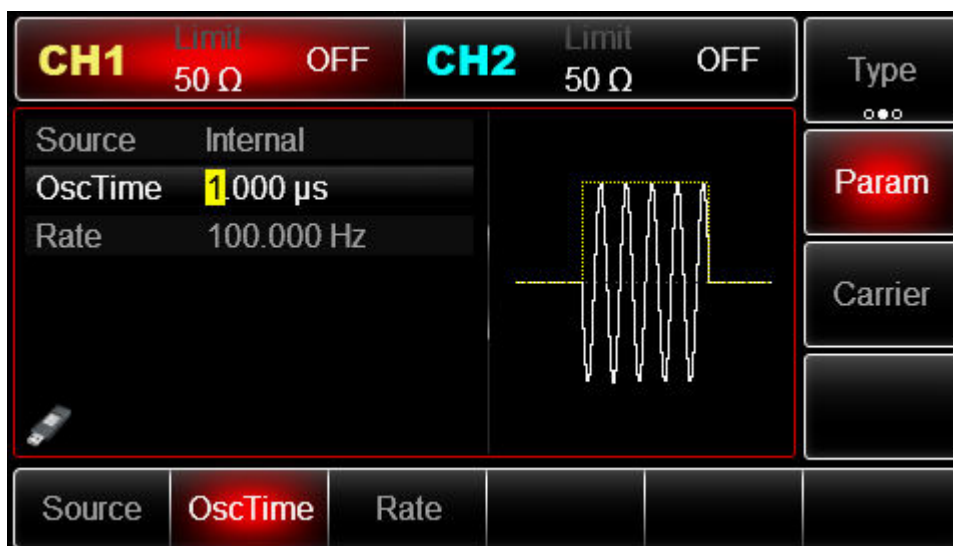 CH1 Limit 50 Ω OFF
CH2 Limit 50 Ω OFF
Type
Source Internal
OscTime 1.000 µs
Rate 100.000 Hz
Param
Carrier
Source OscTime Rate